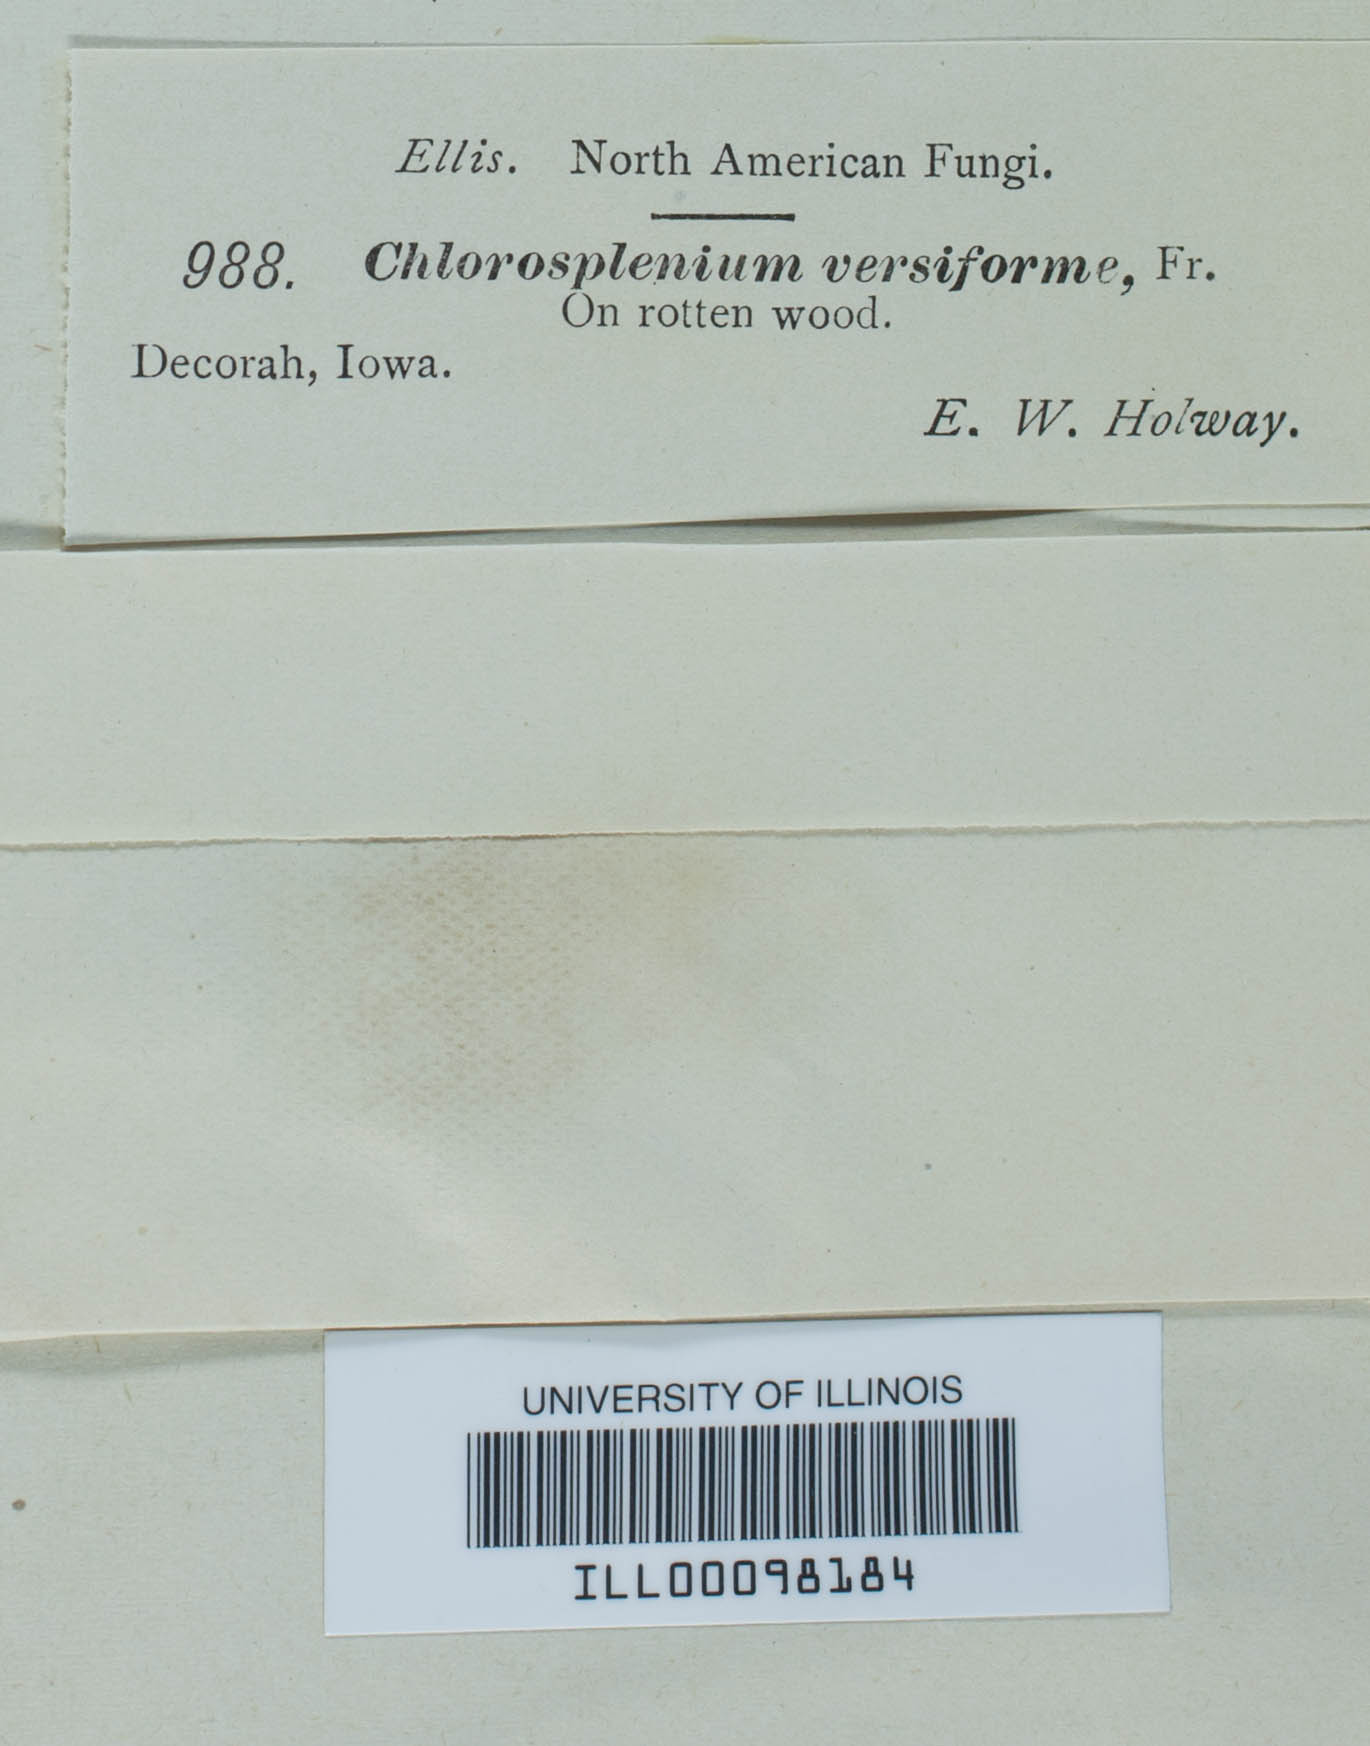 Ellis. North American Fungi.
988. Chlorosplenium versiforme, Fr.
On rotten wood.
Decorah, Iowa.
E. W. Holway.
UNIVERSITY OF ILLINOIS
ILL00098184